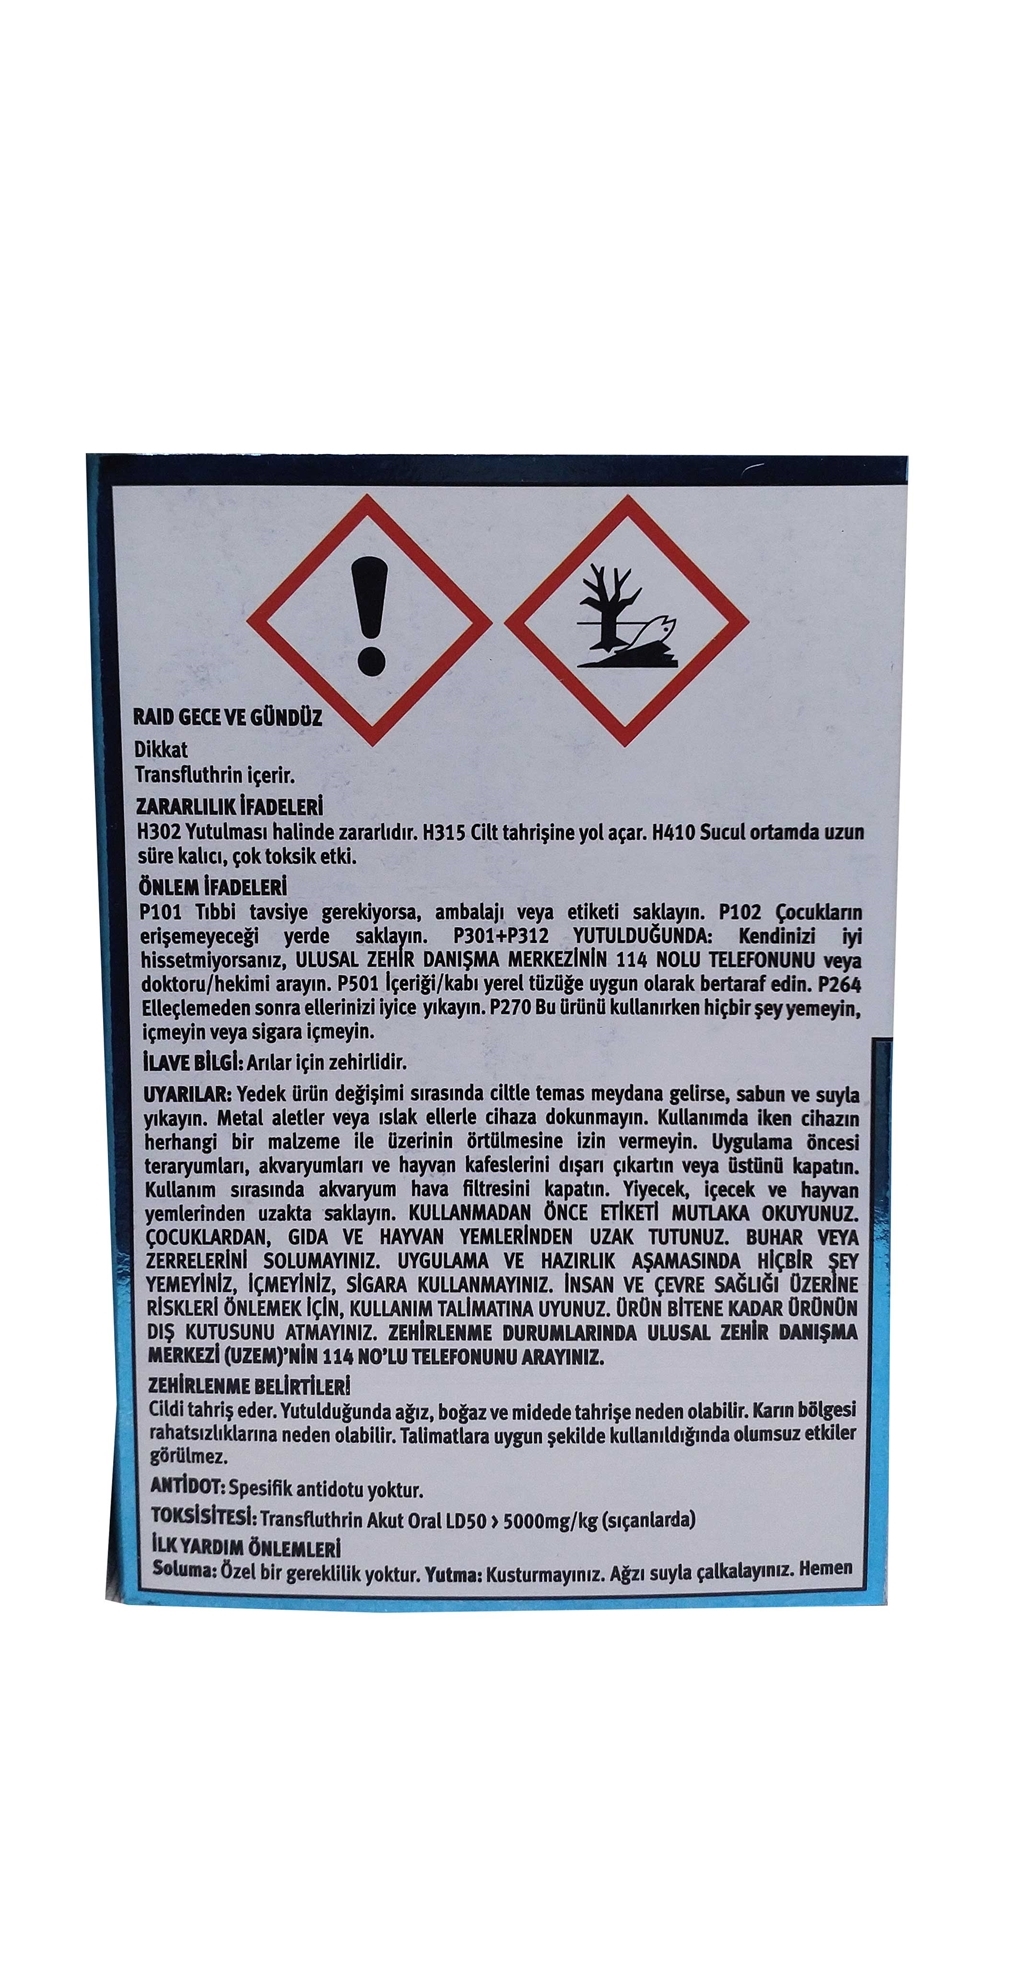 RAID GECE VE GÜNDÜZ
Dikkat
Transfluthrin içerir.
ZARARLILIK İFADELERİ
H302 Yutulması halinde zararlıdır. H315 Cilt tahrişine yol açar. H410 Sucul ortamda uzun
süre kalıcı, çok toksik etki.
ÖNLEM İFADELERİ
P101 Tıbbi tavsiye gerekiyorsa, ambalajı veya etiketi saklayın. P102 Çocukların
erişemeyeceği yerde saklayın. P301+P312 YUTULDUĞUNDA: Kendinizi iyi
hissetmiyorsanız, ULUSAL ZEHİR DANIŞMA MERKEZİNİN 114 NOLU TELEFONUNU veya
doktoru/hekimi arayın. P501 İçeriği/kabı yerel tüzüğe uygun olarak bertaraf edin. P264
Elleçlemeden sonra ellerinizi iyice yıkayın. P270 Bu ürünü kullanırken hiçbir şey yemeyin,
içmeyin veya sigara içmeyin.
İLAVE BİLGİ: Arılar için zehirlidir.
UYARILAR: Yedek ürün değişimi sırasında ciltle temas meydana gelirse, sabun ve suyla
yıkayın. Metal aletler veya ıslak ellerle cihaza dokunmayın. Kullanımda iken cihazın
herhangi bir malzeme ile üzerinin örtülmesine izin vermeyin. Uygulama öncesi
teraryumları, akvaryumları ve hayvan kafeslerini dışarı çıkartın veya üstünü kapatın.
Kullanım sırasında akvaryum hava filtresini kapatın. Yiyecek, içecek ve hayvan
yemlerinden uzakta saklayın. KULLANMADAN ÖNCE ETİKETİ MUTLAKA OKUYUNUZ.
ÇOCUKLARDAN, GIDA VE HAYVAN YEMLERİNDEN UZAK TUTUNUZ. BUHAR VEYA
ZERRELERİNİ SOLUMAYINIZ. UYGULAMA VE HAZIRLIK AŞAMASINDA HİÇBİR ŞEY
YEMEYİNİZ, İÇMEYİNİZ, SİGARA KULLANMAYINIZ. İNSAN VE ÇEVRE SAĞLIĞI ÜZERİNE
RİSKLERİ ÖNLEMEK İÇİN, KULLANIM TALİMATINA UYUNUZ. ÜRÜN BİTENE KADAR ÜRÜNÜN
DIŞ KUTUSUNU ATMAYINIZ. ZEHİRLENME DURUMLARINDA ULUSAL ZEHİR DANIŞMA
MERKEZİ (UZEM)'NİN 114 NO'LU TELEFONUNU ARAYINIZ.
ZEHİRLENME BELİRTİLERİ
Cildi tahriş eder. Yutulduğunda ağız, boğaz ve midede tahrişe neden olabilir. Karın bölgesi
rahatsızlıklarına neden olabilir. Talimatlara uygun şekilde kullanıldığında olumsuz etkiler
görülmez.
ANTİDOT: Spesifik antidotu yoktur.
TOKSİSİTESİ: Transfluthrin Akut Oral LD50 > 5000mg/kg (sıçanlarda)
İLK YARDIM ÖNLEMLERİ
Soluma: Özel bir gereklilik yoktur. Yutma: Kusturmayınız. Ağzı suyla çalkalayınız. Hemen